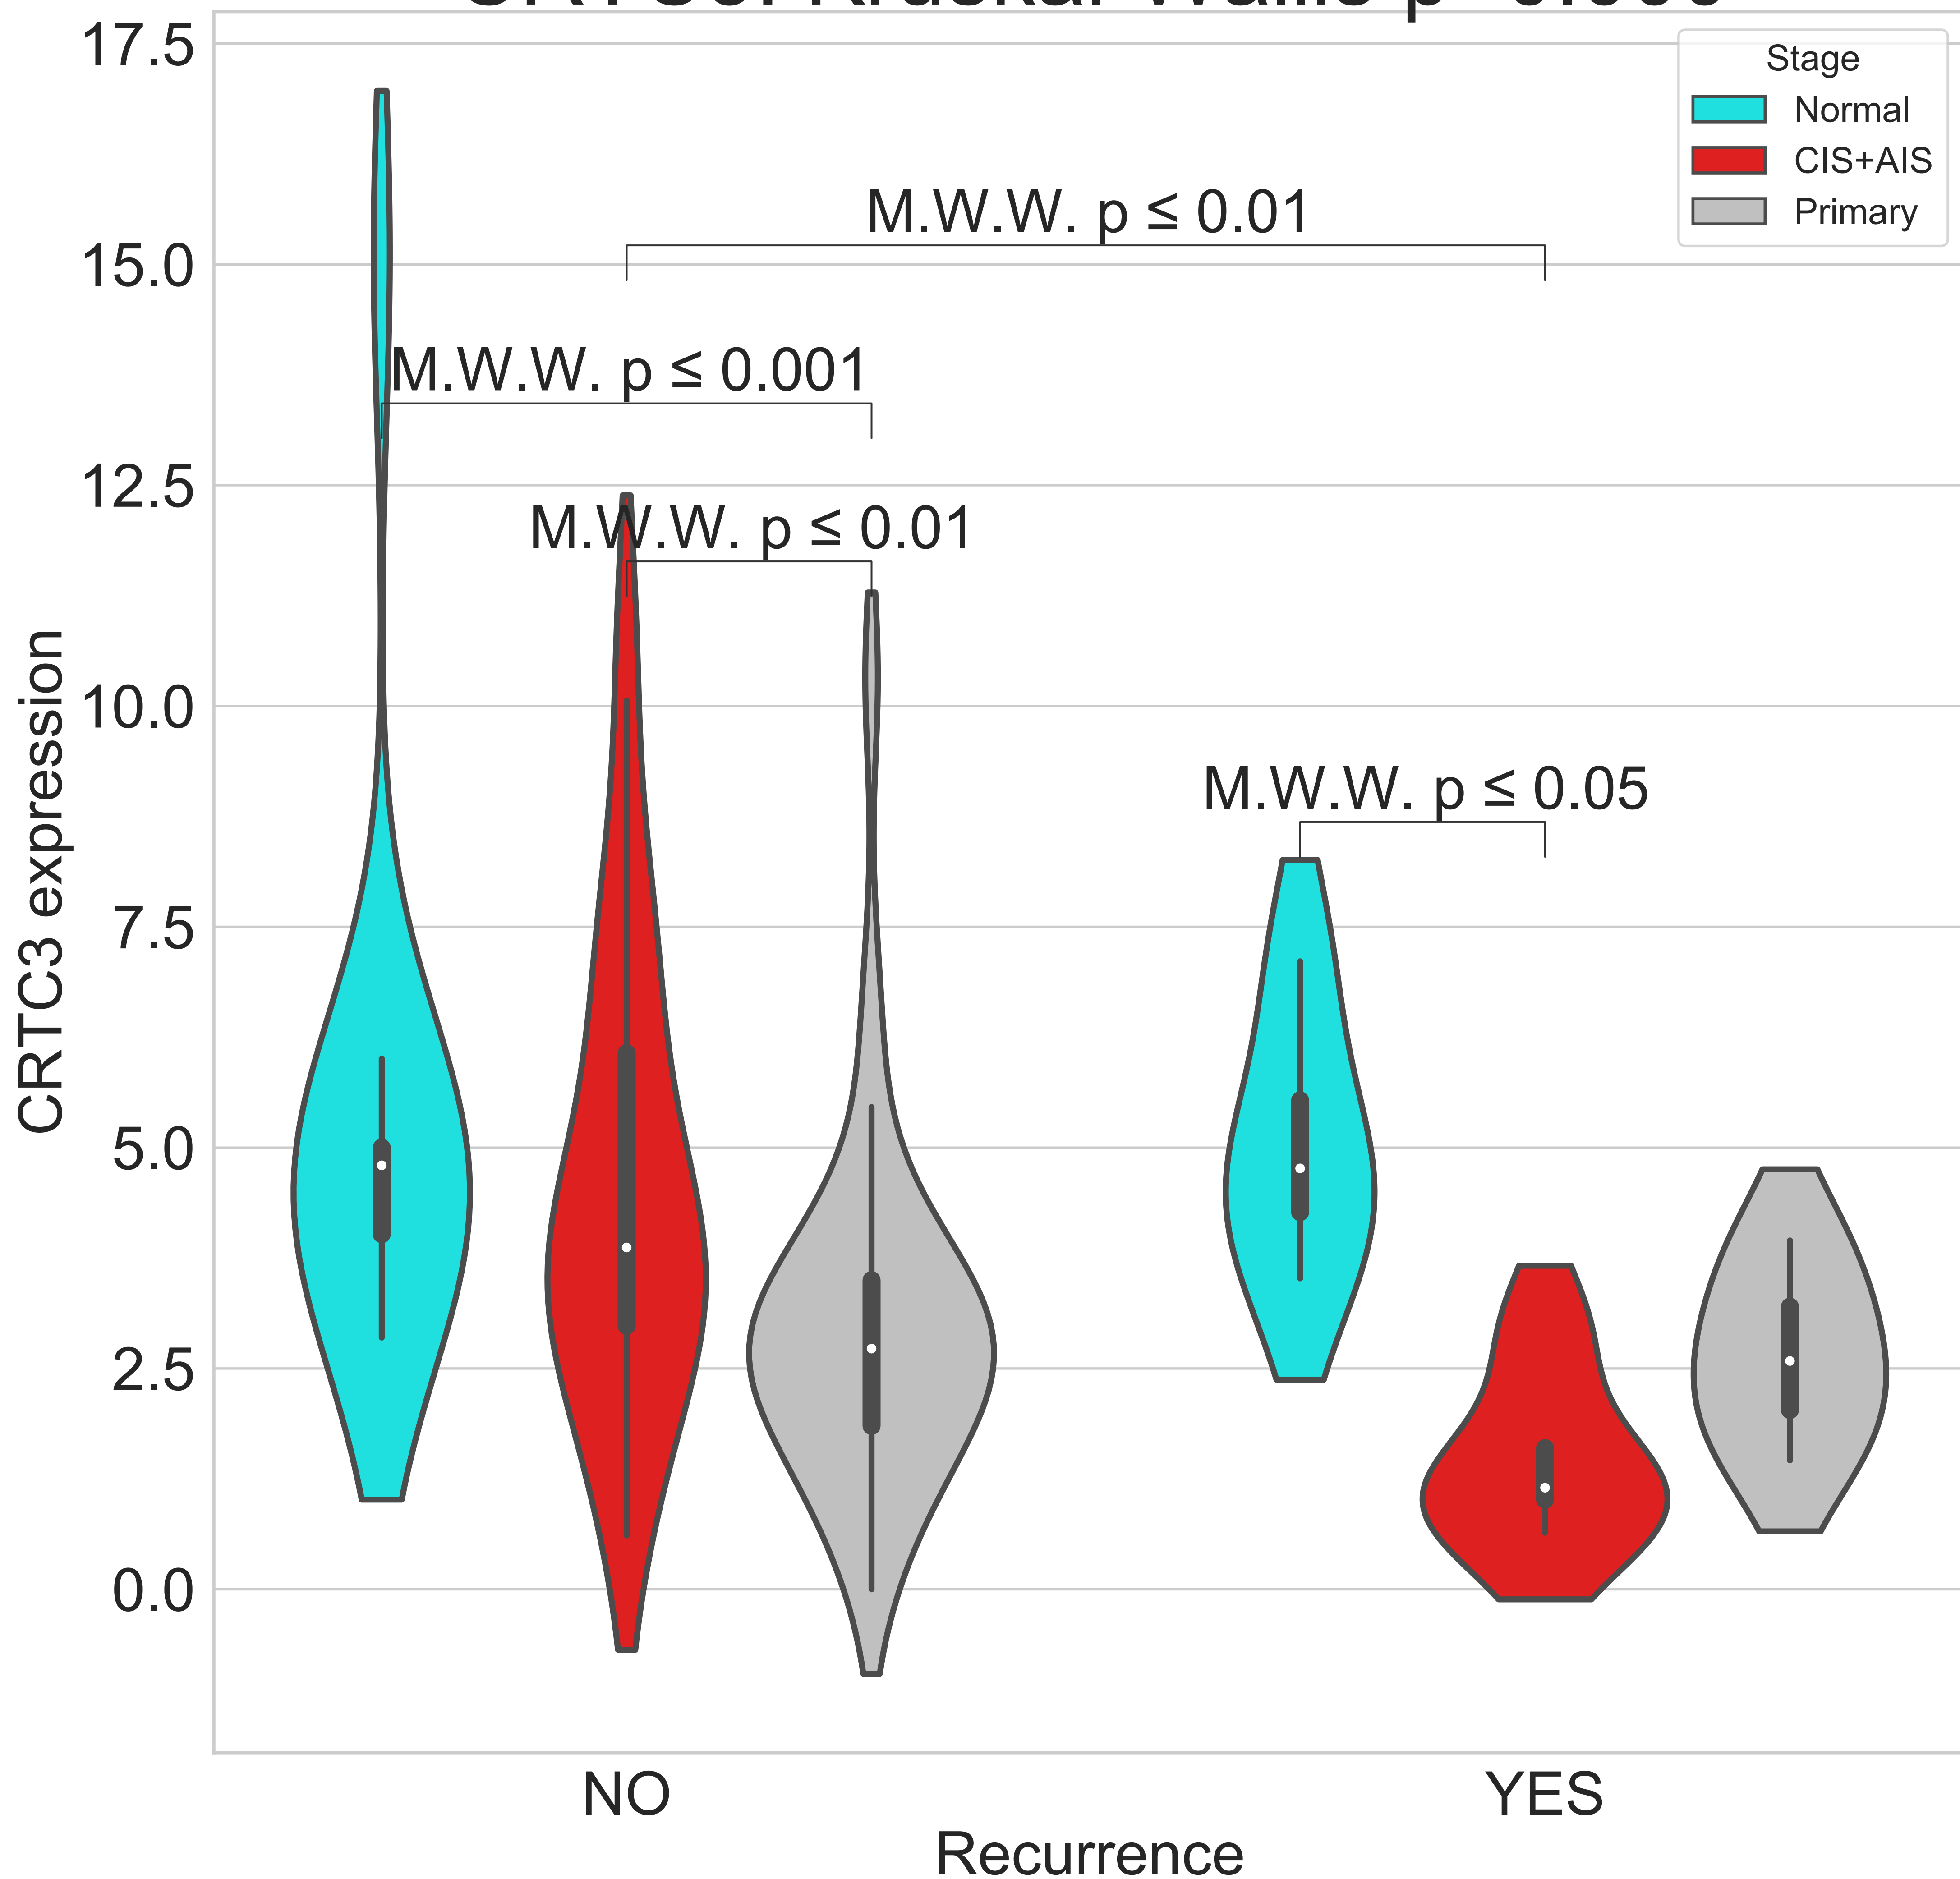 17.5
15.0
12.5
10.0
7.5
5.0
2.5
0.0
CRTC3 expression
Stage
Normal
CIS+AIS
Primary
M.W.W. p ≤ 0.01
M.W.W. p ≤ 0.001
M.W.W. p ≤ 0.01
M.W.W. p ≤ 0.05
NO
YES
Recurrence